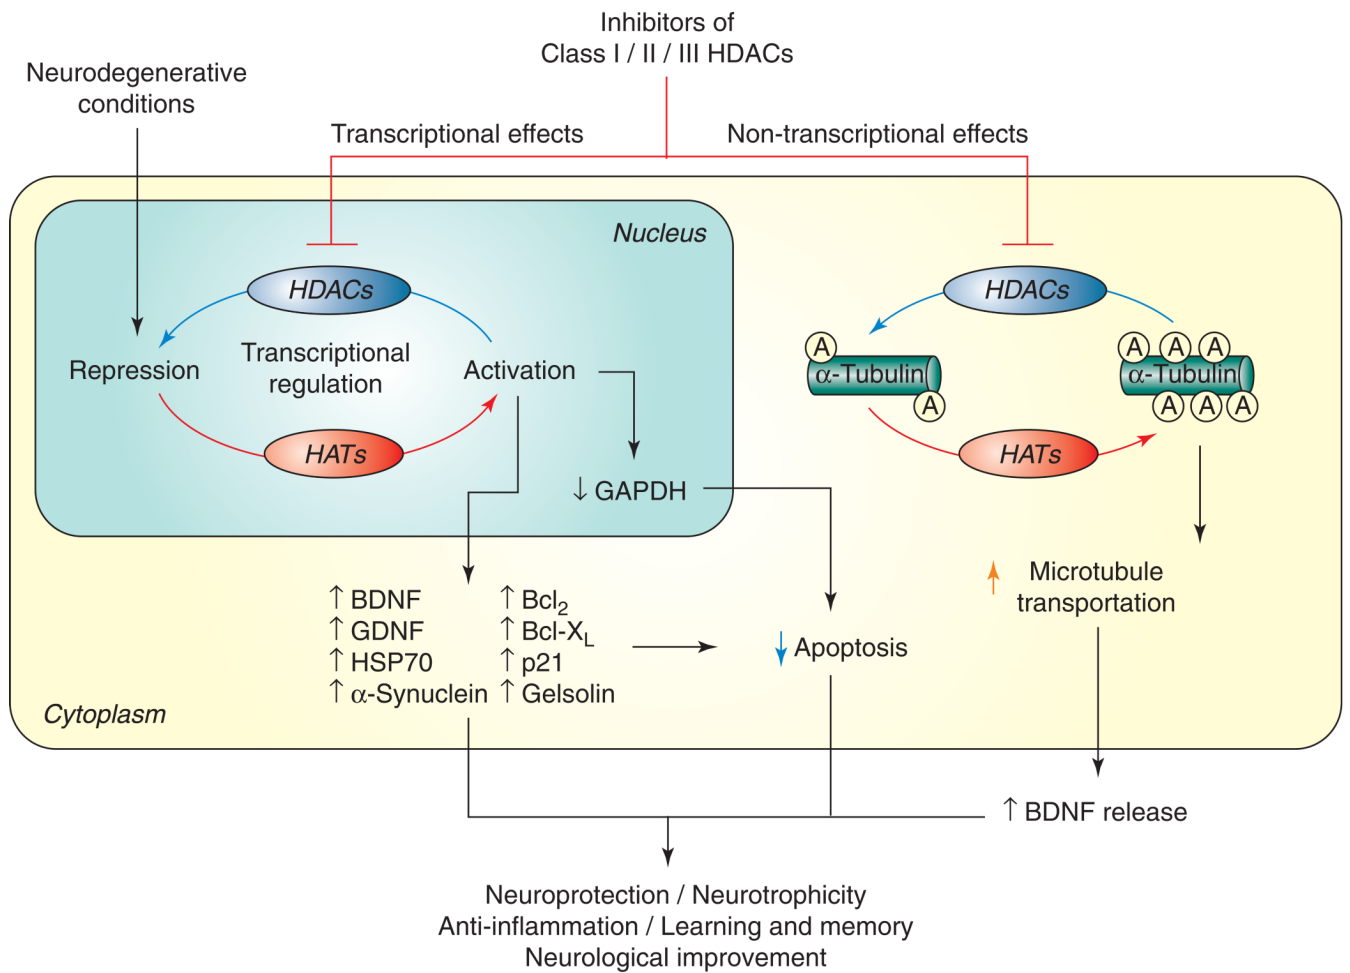 Inhibitors of
Class I / II / III HDACs
Neurodegenerative
conditions
Transcriptional effects
Non-transcriptional effects
Nucleus
HDACs
HDACs
Transcriptional
regulation
Repression
Activation
A
α-Tubulin
A
A A A
α-Tubulin
A A A
HATs
HATs
↓ GAPDH
↑ Microtubule
transportation
↑ BDNF
↑ GDNF
↑ HSP70
↑ α-Synuclein
↑ Bcl2
↑ Bcl-XL
↑ p21
↑ Gelsolin
↓ Apoptosis
Cytoplasm
↑ BDNF release
Neuroprotection / Neurotrophicity
Anti-inflammation / Learning and memory
Neurological improvement